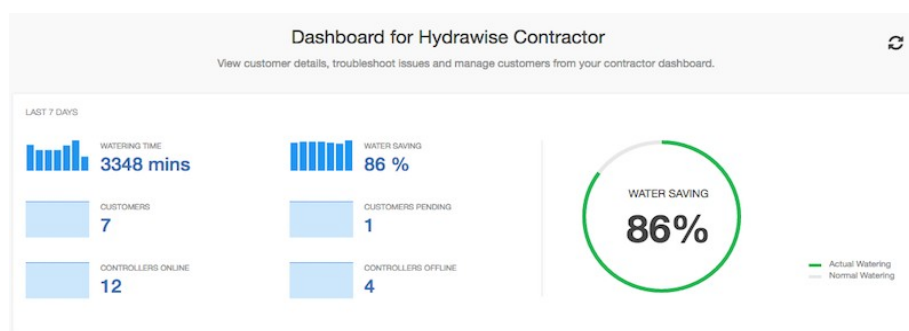 Dashboard for Hydrawise Contractor
View customer details, troubleshoot issues and manage customers from your contractor dashboard.
LAST 7 DAYS
WATERING TIME
3348 mins
WATER SAVING
86 %
CUSTOMERS
7
CUSTOMERS PENDING
1
CONTROLLERS ONLINE
12
CONTROLLERS OFFLINE
4
WATER SAVING
86%
Actual Watering
Normal Watering